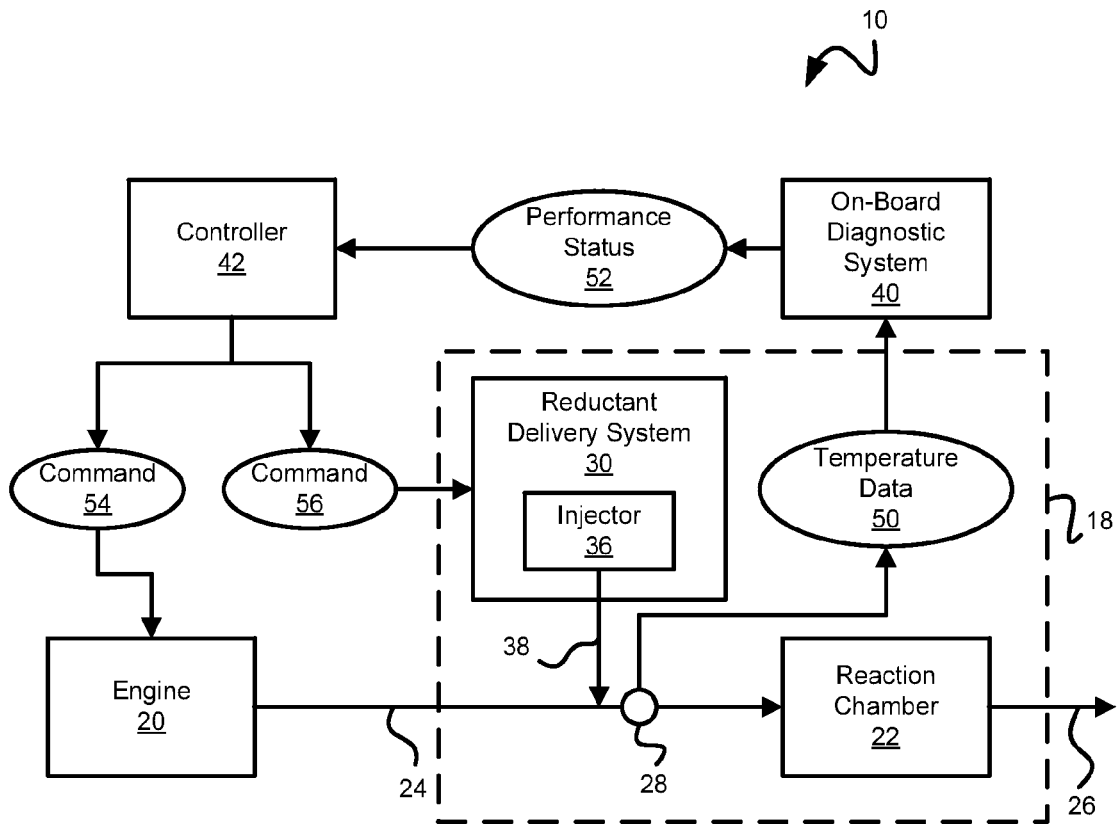 10
Controller
42
Performance
Status
52
On-Board
Diagnostic
System
40
Command
54
Command
56
Reductant
Delivery System
30
Injector
36
Temperature
Data
50
18
38
Engine
20
Reaction
Chamber
22
24
28
26